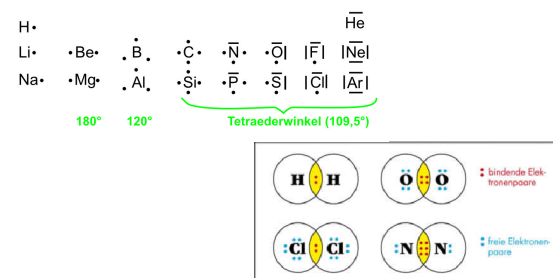 He
H
Li Be B C N O F Ne
Na Mg Al Si P S Cl Ar
180° 120° Tetraederwinkel (109,5°)
H H O O
bindende Elek-
tronenpaare
Cl Cl N N
freie Elektronen-
paare